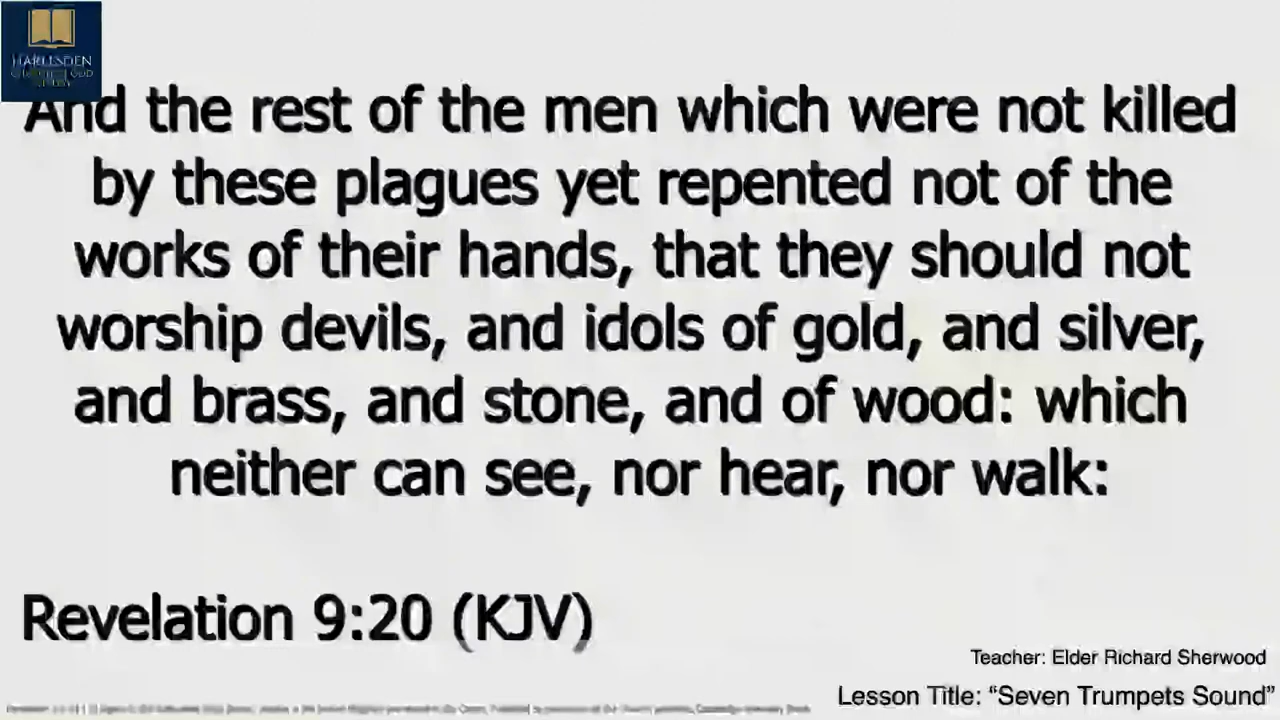 HARLESDEN
And the rest of the men which were not killed
by these plagues yet repented not of the
works of their hands, that they should not
worship devils, and idols of gold, and silver,
and brass, and stone, and of wood: which
neither can see, nor hear, nor walk:
Revelation 9:20 (KJV)
Teacher: Elder Richard Sherwood
Lesson Title: “Seven Trumpets Sound”